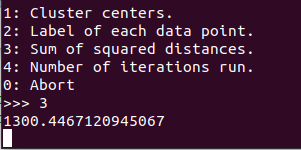 1: Cluster centers.
2: Label of each data point.
3: Sum of squared distances.
4: Number of iterations run.
0: Abort
>>> 3
1300.4467120945067